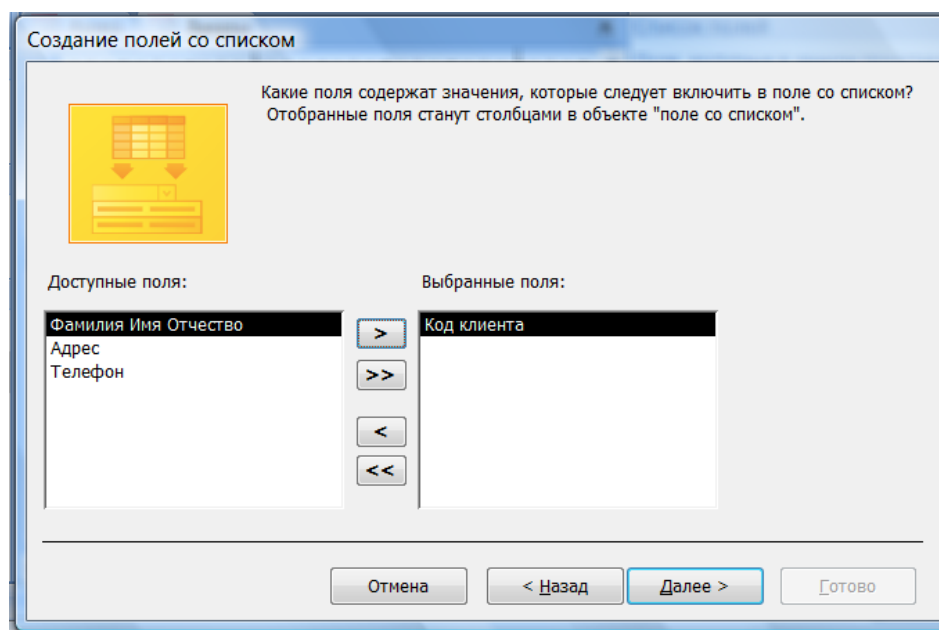 Создание полей со списком
Какие поля содержат значения, которые следует включить в поле со списком?
Отобранные поля станут столбцами в объекте "поле со списком".
Доступные поля:
Выбранные поля:
Фамилия Имя Отчество
Адрес
Телефон
>
>>
<
<<
Код клиента
Отмена
< Назад
Далее >
Готово